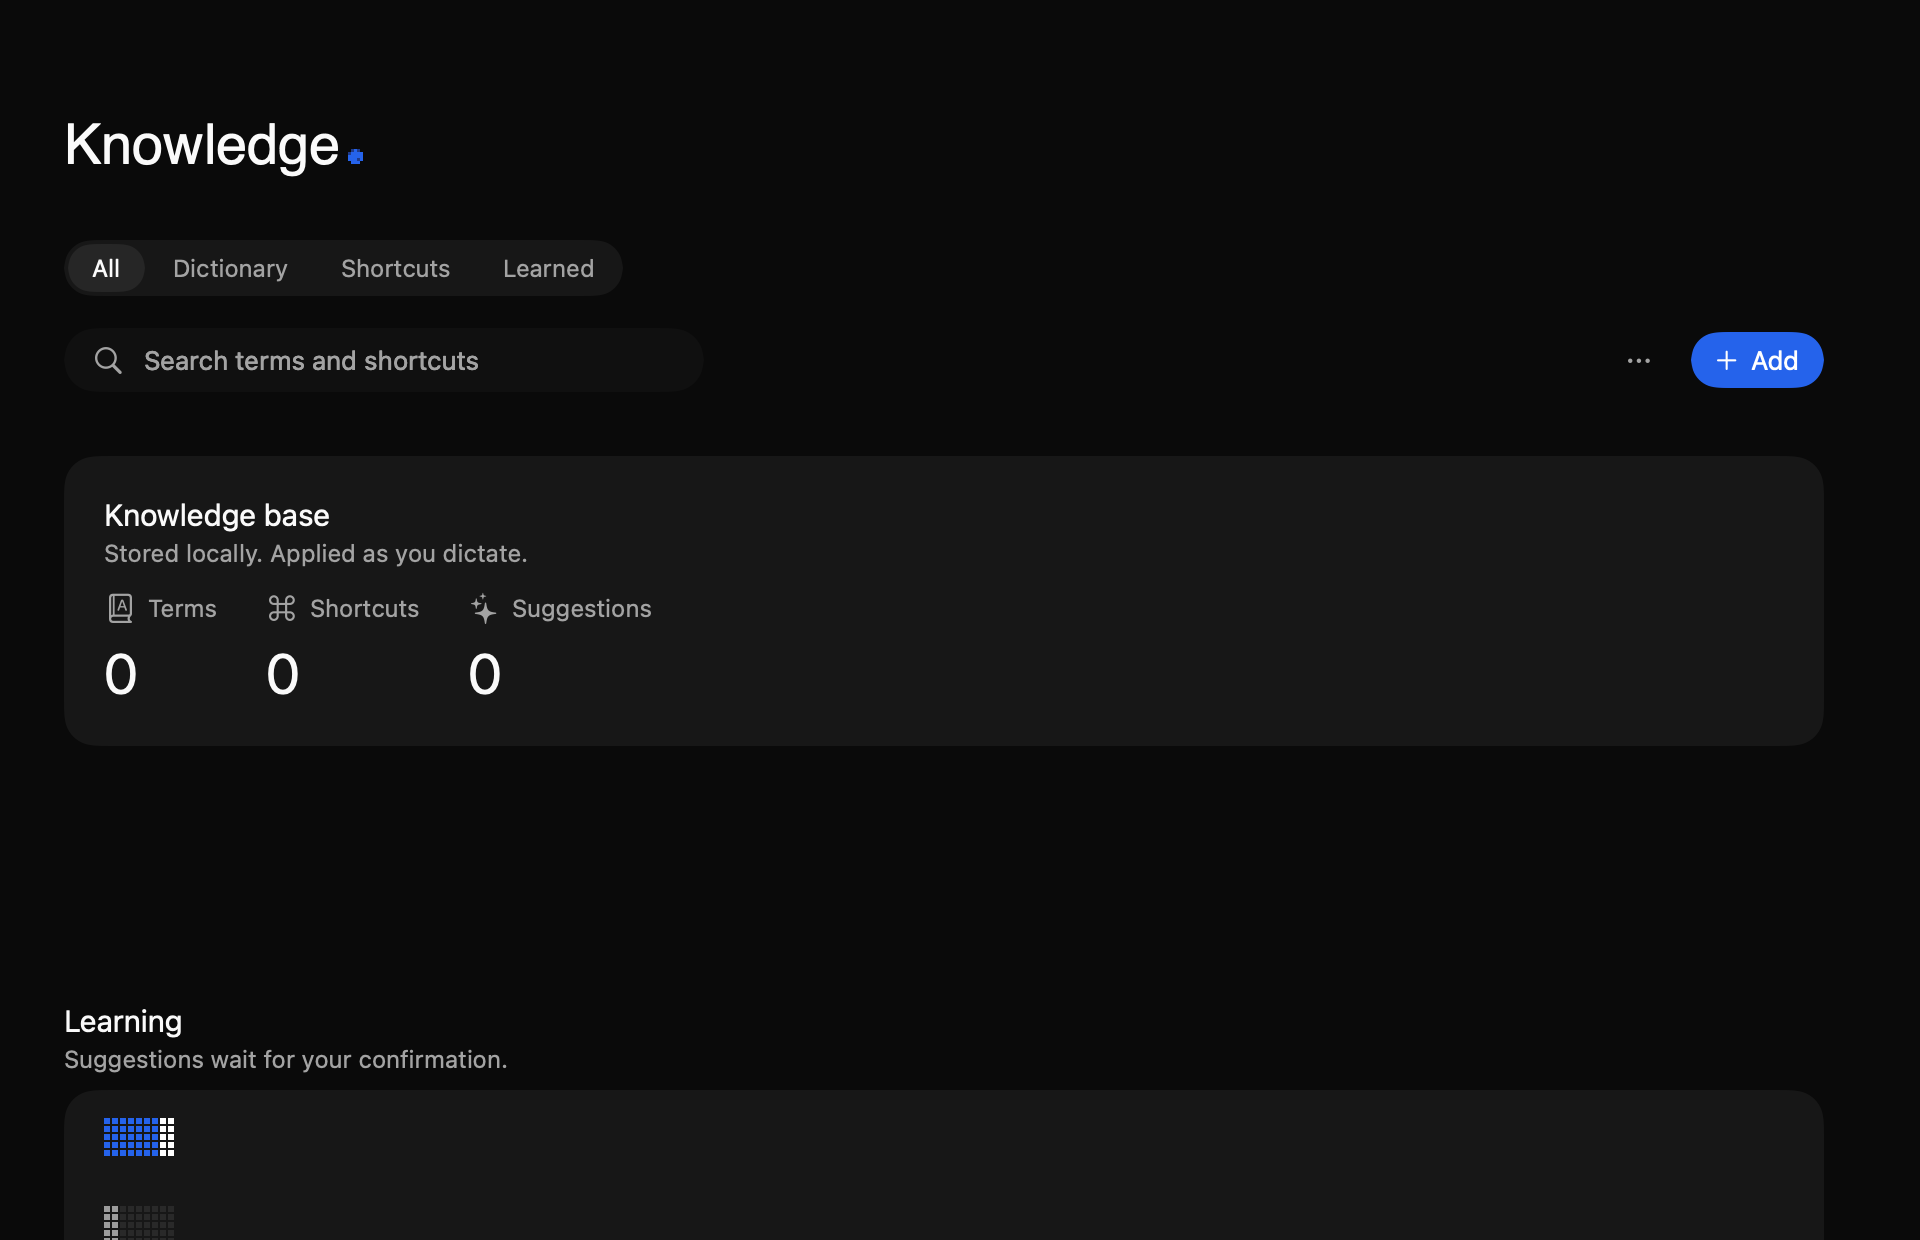 Knowledge
All
Dictionary
Shortcuts
Learned
Search terms and shortcuts
+ Add
Knowledge base
Stored locally. Applied as you dictate.
Terms
Shortcuts
Suggestions
0
0
0
Learning
Suggestions wait for your confirmation.